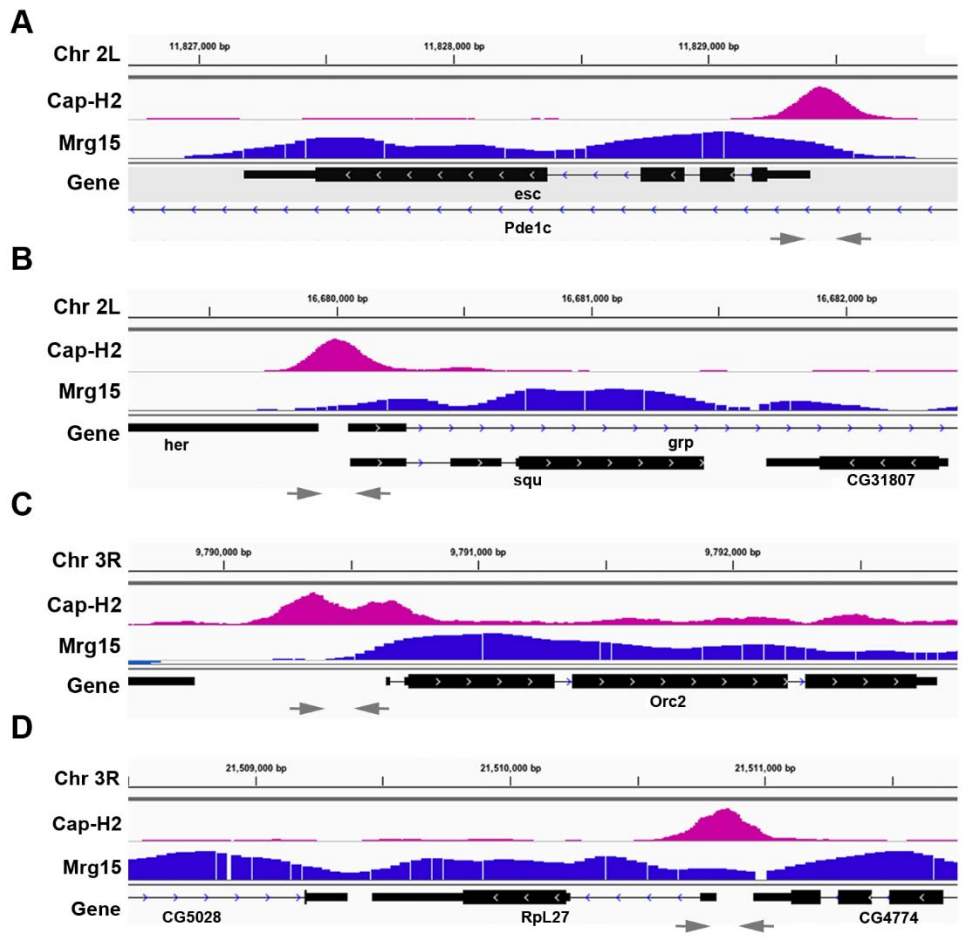 A
Chr 2L
11,827,000 bp 11,828,000 bp 11,829,000 bp
Cap-H2
Mrg15
Gene
esc
Pde1c
B
Chr 2L
16,680,000 bp 16,681,000 bp 16,682,000 bp
Cap-H2
Mrg15
Gene
her grp
squ CG31807
C
Chr 3R
9,790,000 bp 9,791,000 bp 9,792,000 bp
Cap-H2
Mrg15
Gene
Orc2
D
Chr 3R
21,509,000 bp 21,510,000 bp 21,511,000 bp
Cap-H2
Mrg15
Gene
CG5028 RpL27 CG4774